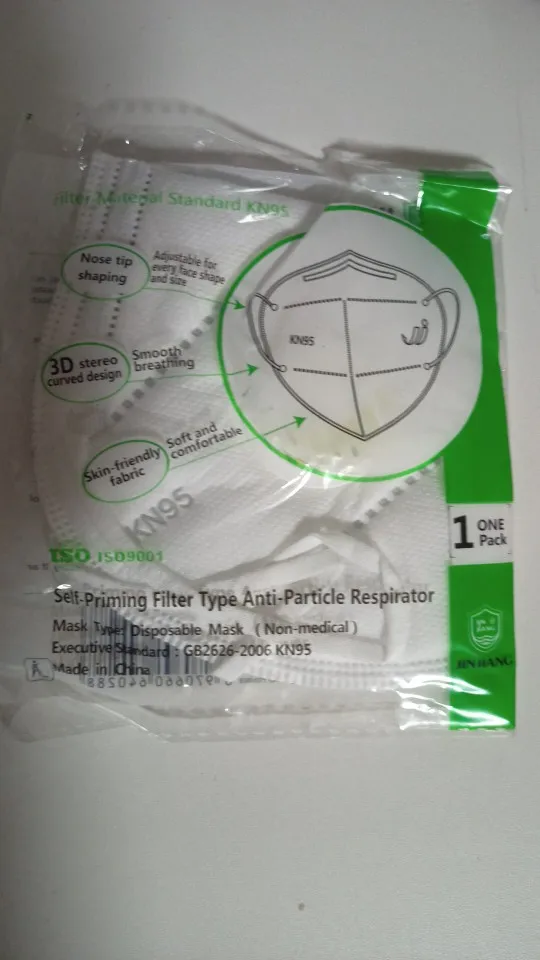 Filter Material Standard KN95
Nose tip
shaping
Adjustable for
every face shape
and size
3D stereo
curved design
Smooth
breathing
Skin-friendly
fabric
Soft and
comfortable
KN95
KN95
ISO ISO9001
1 ONE
Pack
Self-Priming Filter Type Anti-Particle Respirator
Mask Type: Disposable Mask ( Non-medical )
Executive Standard : GB2626-2006 KN95
Made in China
JIN JIANG